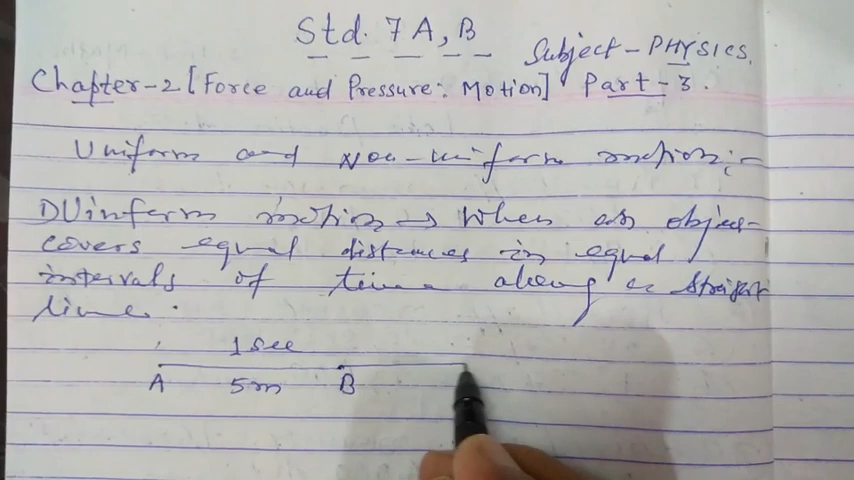 Std. 7 A, B
Subject - PHYSICS.
Chapter-2 [Force and Pressure: Motion] Part-3.
Uniform and Non-uniform motion:-
1) Uniform motion → When an object
covers equal distances in equal
intervals of time along a straight
line.
1 Sec
A 5m B